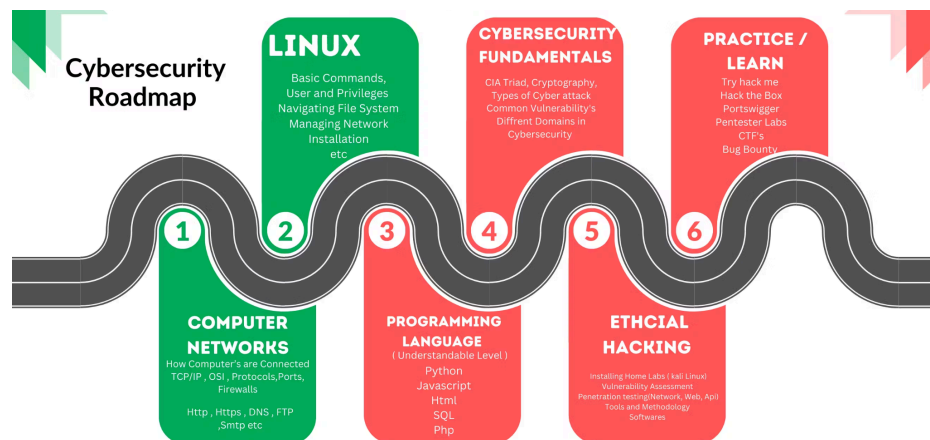 Cybersecurity
Roadmap
1
COMPUTER
NETWORKS
How Computer's are Connected
TCP/IP , OSI , Protocols,Ports,
Firewalls
Http , Https , DNS , FTP
,Smtp etc
LINUX
Basic Commands,
User and Privileges
Navigating File System
Managing Network
Installation
etc
2
3
PROGRAMMING
LANGUAGE
( Understandable Level )
Python
Javascript
Html
SQL
Php
CYBERSECURITY
FUNDAMENTALS
CIA Triad, Cryptography,
Types of Cyber attack
Common Vulnerability's
Diffrent Domains in
Cybersecurity
4
5
ETHCIAL
HACKING
Installing Home Labs ( kali Linux)
Vulnerability Assessment
Penetration testing(Network, Web, Api)
Tools and Methodology
Softwares
PRACTICE /
LEARN
Try hack me
Hack the Box
Portswigger
Pentester Labs
CTF's
Bug Bounty
6